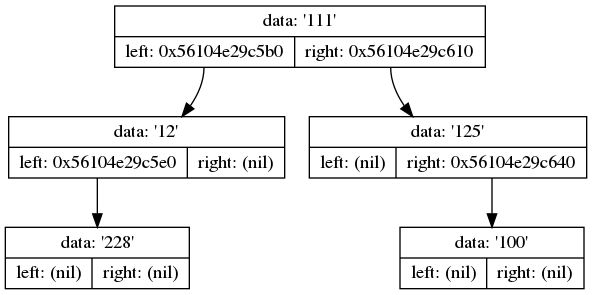 data: '111'
left: 0x56104e29c5b0 right: 0x56104e29c610
data: '12'
left: 0x56104e29c5e0 right: (nil)
data: '125'
left: (nil) right: 0x56104e29c640
data: '228'
left: (nil) right: (nil)
data: '100'
left: (nil) right: (nil)